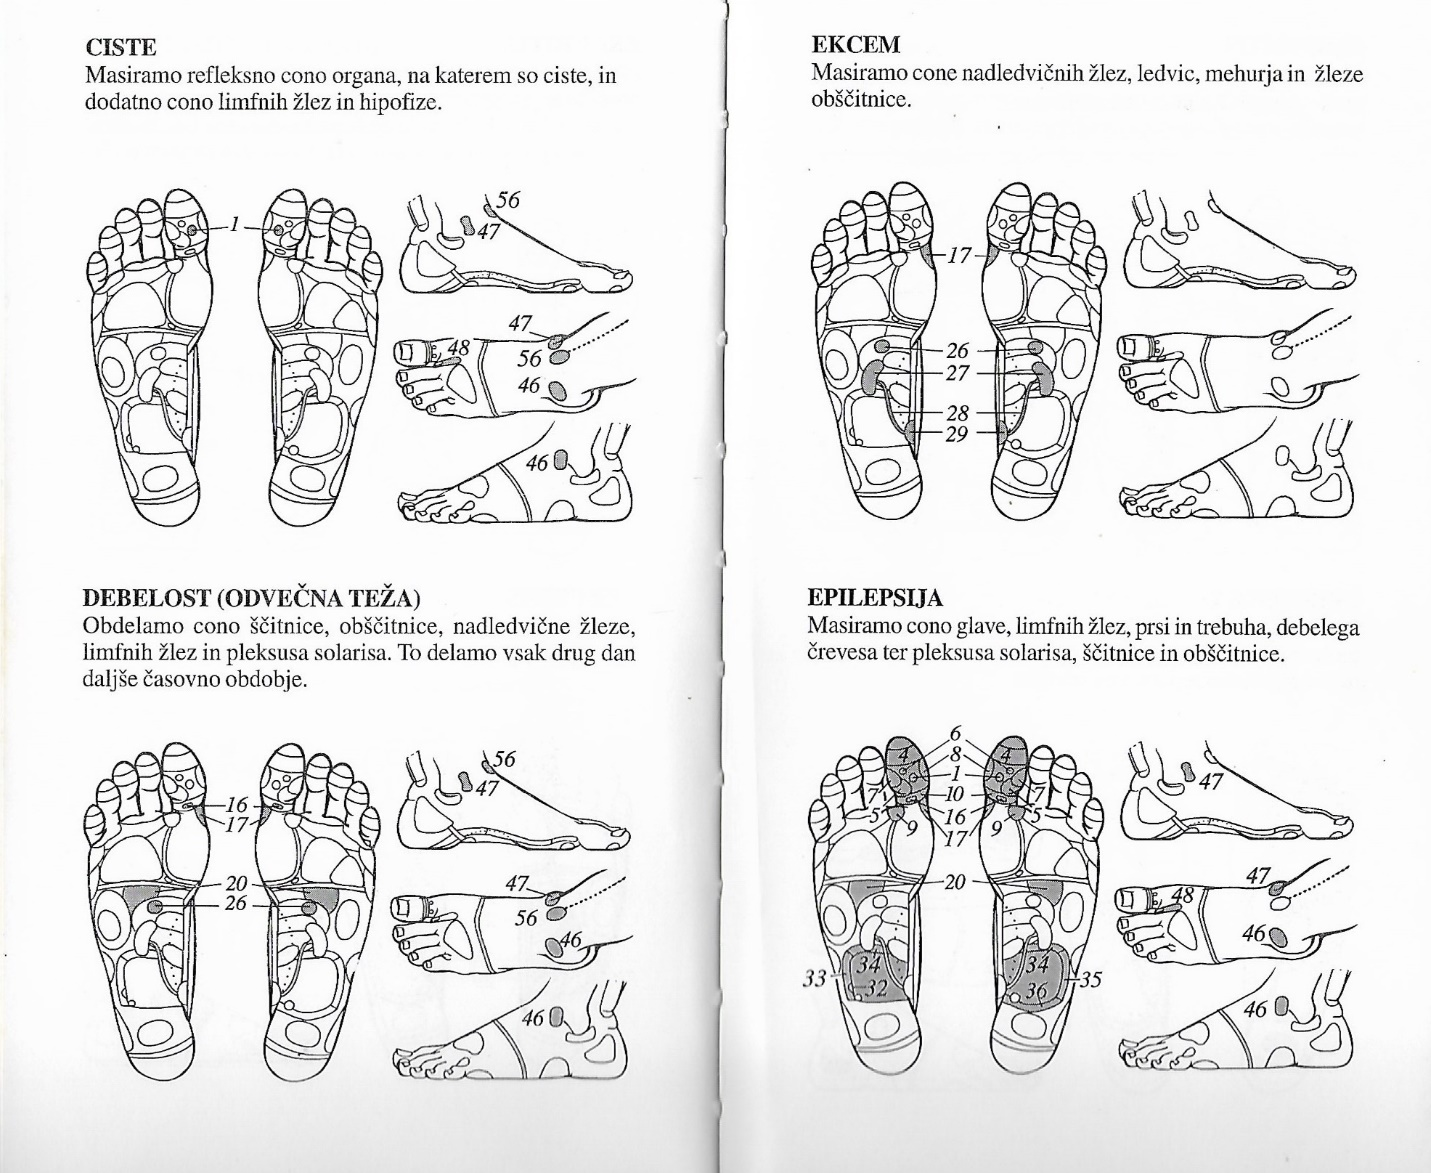 CISTE
Masiramo refleksno cono organa, na katerem so ciste, in
dodatno cono limfnih žlez in hipofize.
1
56
47
47
48
56
46
46
DEBELOST (ODVEČNA TEŽA)
Obdelamo cono ščitnice, obščitnice, nadledvične žleze,
limfnih žlez in pleksusa solarisa. To delamo vsak drug dan
daljše časovno obdobje.
16
17
20
26
56
47
47
56
46
46
EKCEM
Masiramo cone nadledvičnih žlez, ledvic, mehurja in žleze
obščitnice.
17
26
27
28
29
EPILEPSIJA
Masiramo cono glave, limfnih žlez, prsi in trebuha, debelega
črevesa ter pleksusa solarisa, ščitnice in obščitnice.
6
4 8 4
1
7 10 7
5 16 5
9 17 9
20
34 34
33 35
32 36
47
47
48
46
46